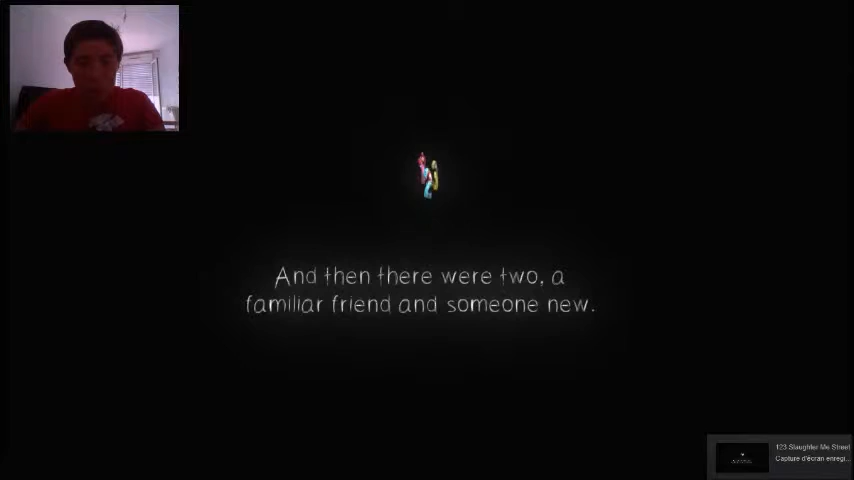 And then there were two, a
familiar friend and someone new.
123 Slaughter Me Street
Capture d'écran enregi...